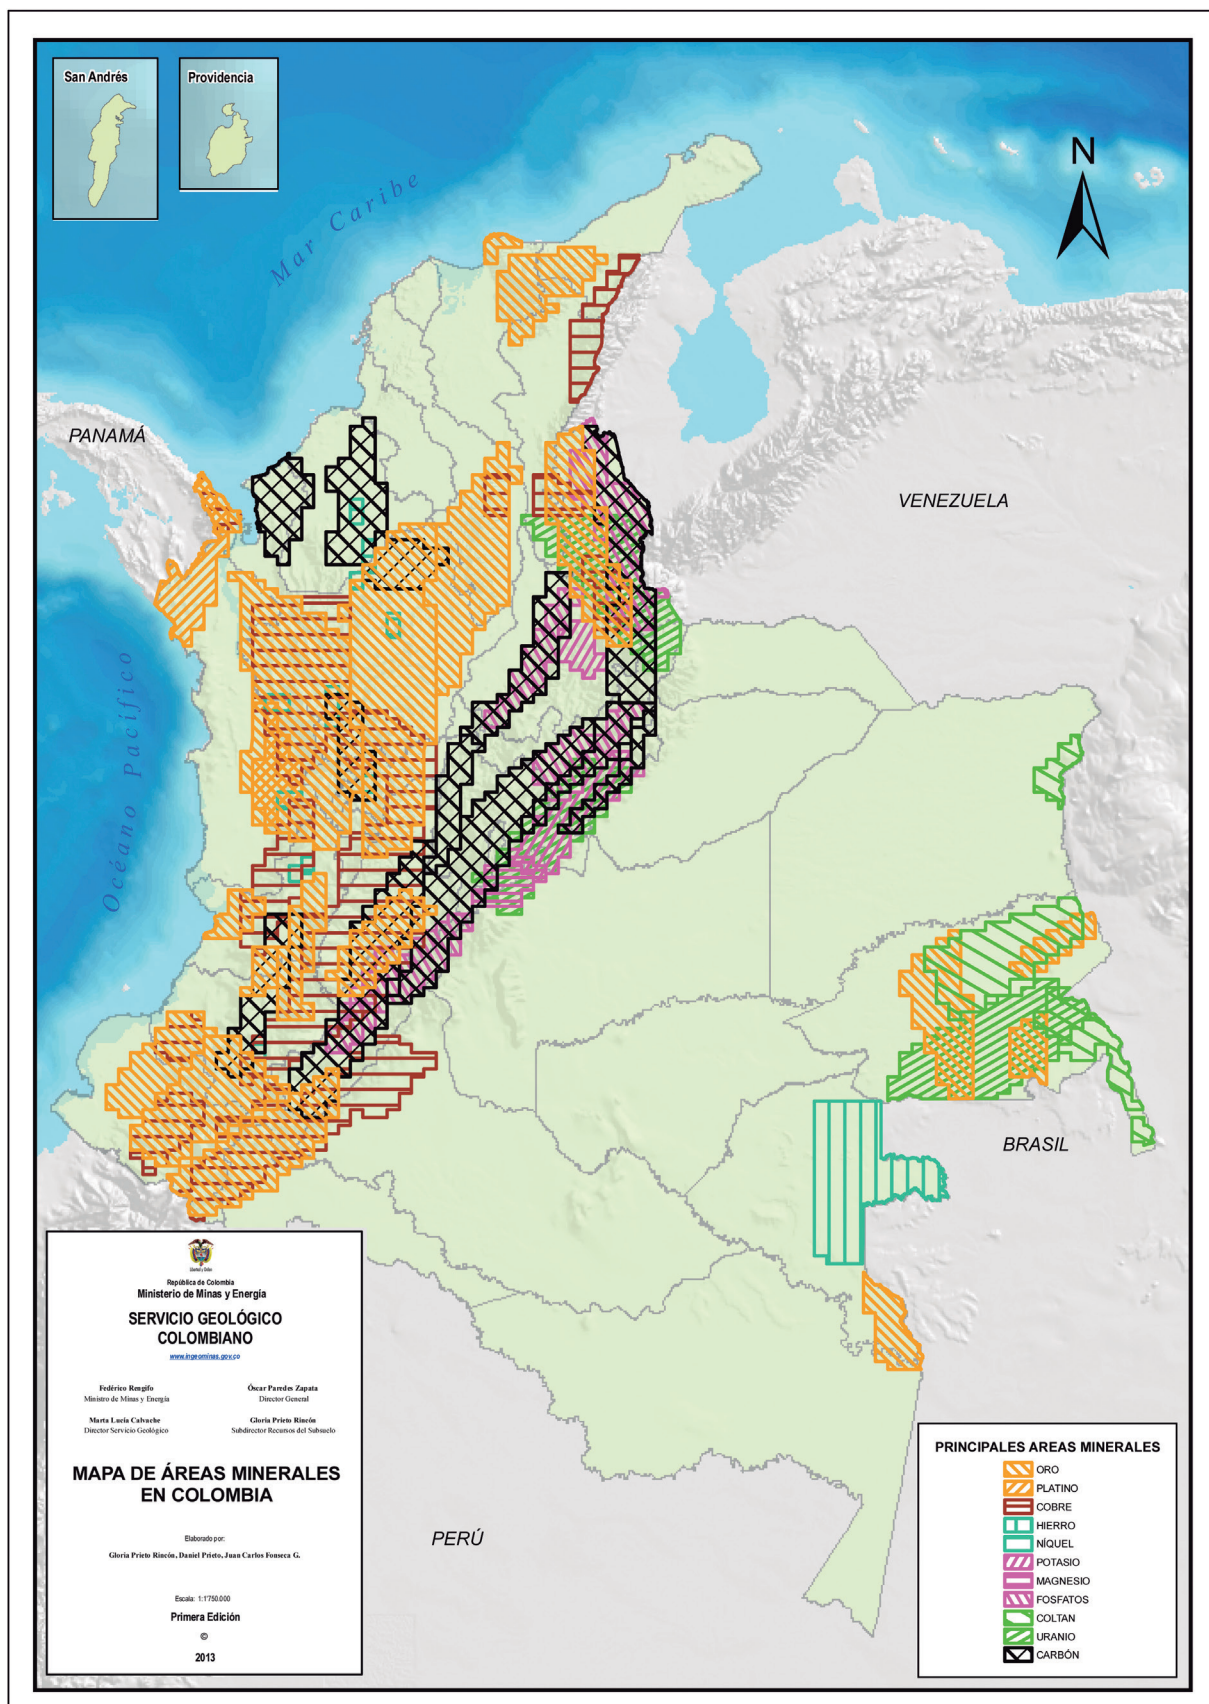 San Andrés
Providencia
N
Mar Caribe
PANAMÁ
VENEZUELA
Océano Pacífico
BRASIL
PERÚ
República de Colombia
Ministerio de Minas y Energia
SERVICIO GEOLÓGICO
COLOMBIANO
www.ingeominas.gov.co
Federico Rengifo
Ministro de Minas y Energía
Óscar Paredes Zapata
Director General
Marta Lucía Calvache
Director Servicio Geológico
Gloria Prieto Rincón
Subdirector Recursos del Subsuelo
MAPA DE ÁREAS MINERALES
EN COLOMBIA
Elaborado por:
Gloria Prieto Rincón, Daniel Prieto, Juan Carlos Fonseca G.
Escala: 1:1'750.000
Primera Edición
©
2013
PRINCIPALES AREAS MINERALES
ORO
PLATINO
COBRE
HIERRO
NÍQUEL
POTASIO
MAGNESIO
FOSFATOS
COLTAN
URANIO
CARBÓN